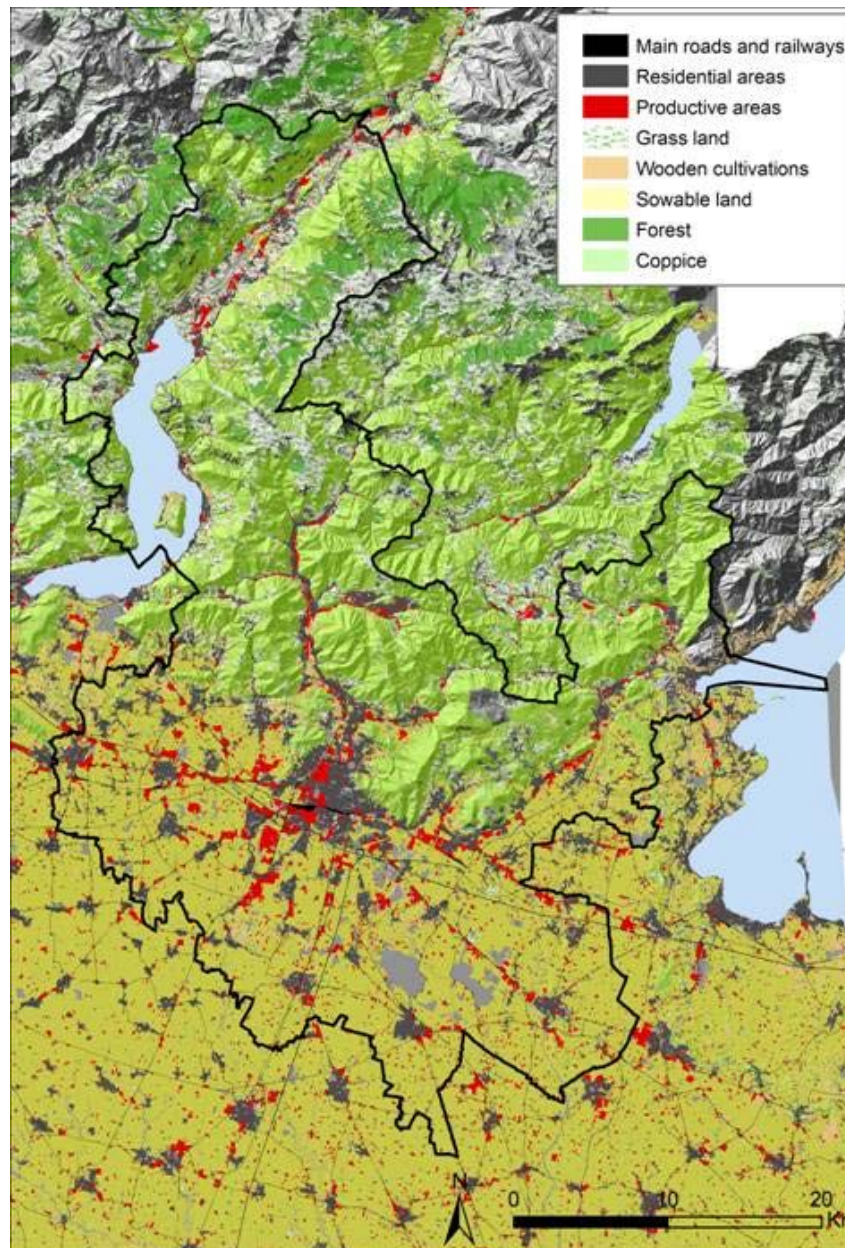 Main roads and railways
Residential areas
Productive areas
Grass land
Wooden cultivations
Sowable land
Forest
Coppice
N
0 10 20
Km